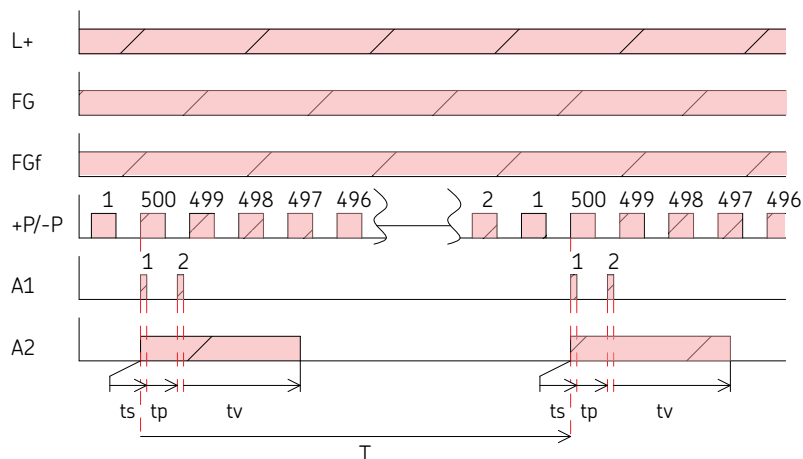 L+
FG
FGf
+P/-P 1 500 499 498 497 496 2 1 500 499 498 497 496
A1 1 2 1 2
A2
ts tp tv ts tp tv
T